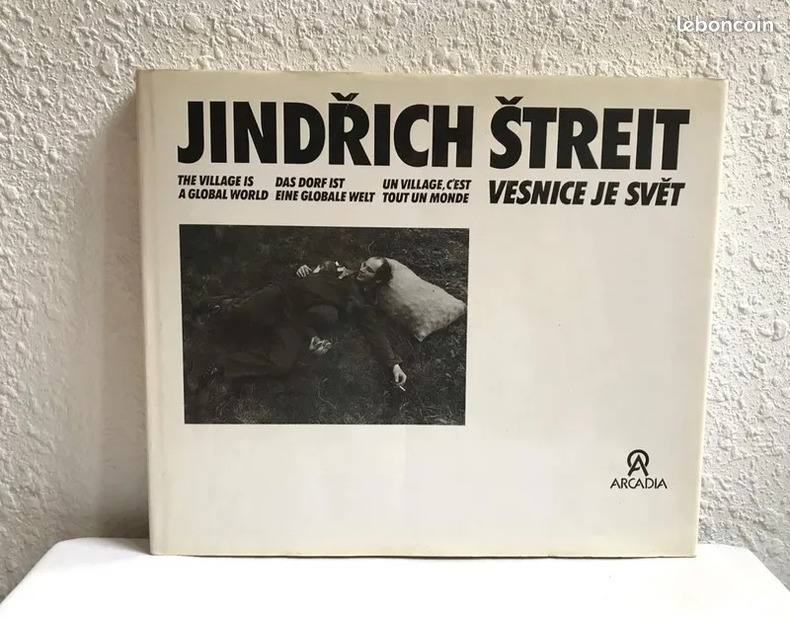 leboncoin
JINDŘICH ŠTREIT
THE VILLAGE IS
A GLOBAL WORLD
DAS DORF IST
EINE GLOBALE WELT
UN VILLAGE, C'EST
TOUT UN MONDE
VESNICE JE SVĚT
ARCADIA